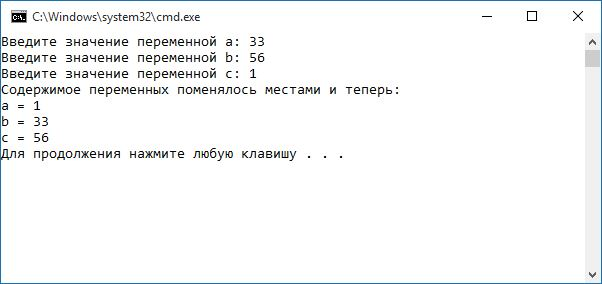 C:\Windows\system32\cmd.exe
Введите значение переменной a: 33
Введите значение переменной b: 56
Введите значение переменной c: 1
Содержимое переменных поменялось местами и теперь:
a = 1
b = 33
c = 56
Для продолжения нажмите любую клавишу . . .